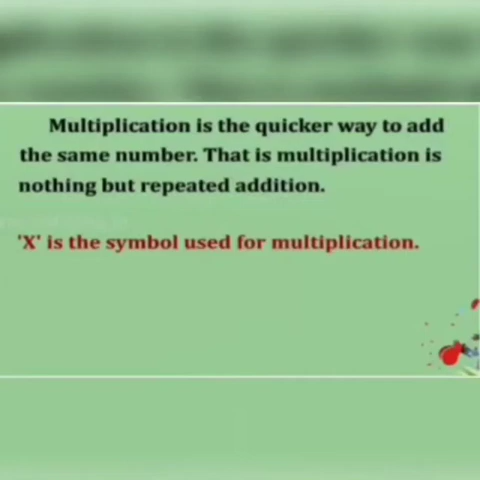 Multiplication is the quicker way to add
the same number. That is multiplication is
nothing but repeated addition.
'X' is the symbol used for multiplication.